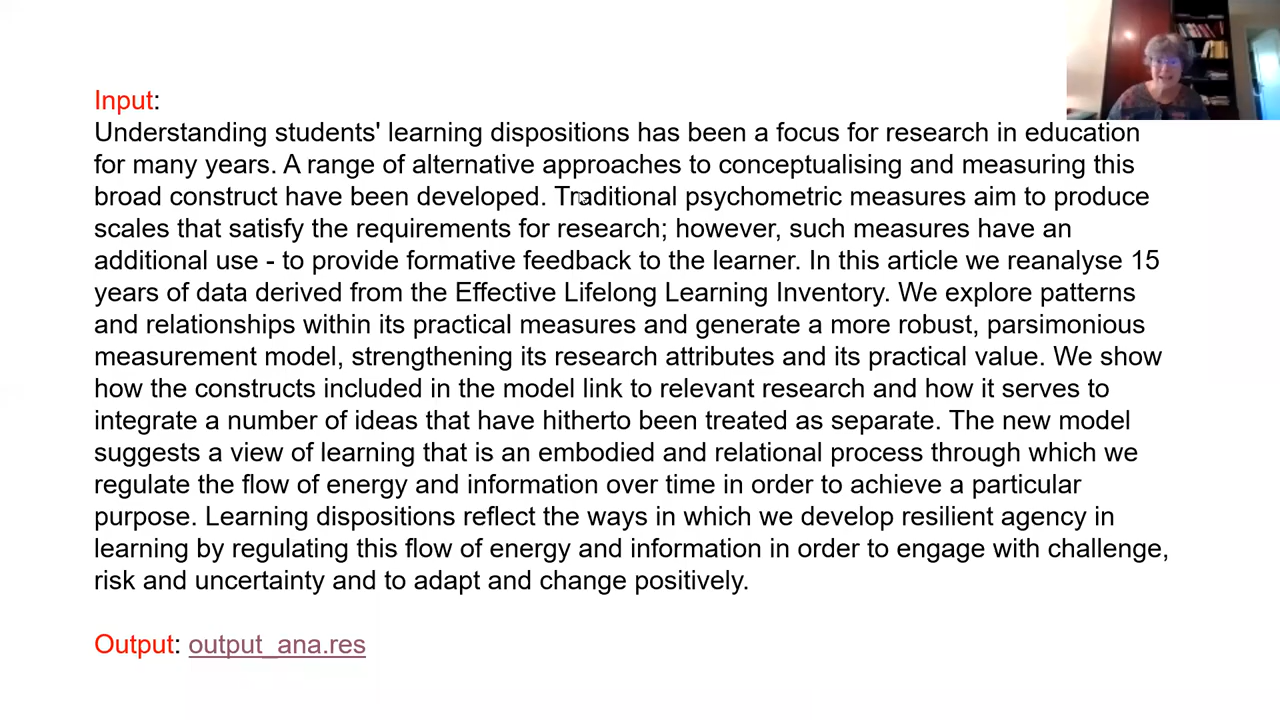 Input:
Understanding students' learning dispositions has been a focus for research in education
for many years. A range of alternative approaches to conceptualising and measuring this
broad construct have been developed. Traditional psychometric measures aim to produce
scales that satisfy the requirements for research; however, such measures have an
additional use - to provide formative feedback to the learner. In this article we reanalyse 15
years of data derived from the Effective Lifelong Learning Inventory. We explore patterns
and relationships within its practical measures and generate a more robust, parsimonious
measurement model, strengthening its research attributes and its practical value. We show
how the constructs included in the model link to relevant research and how it serves to
integrate a number of ideas that have hitherto been treated as separate. The new model
suggests a view of learning that is an embodied and relational process through which we
regulate the flow of energy and information over time in order to achieve a particular
purpose. Learning dispositions reflect the ways in which we develop resilient agency in
learning by regulating this flow of energy and information in order to engage with challenge,
risk and uncertainty and to adapt and change positively.
Output: output_ana.res